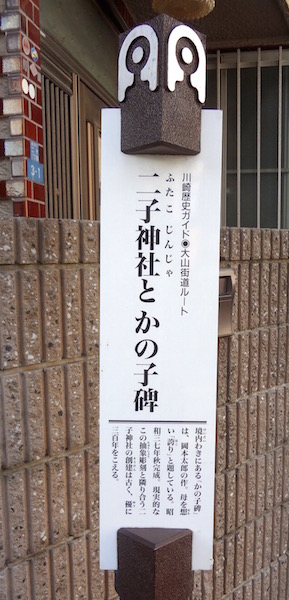 川崎歴史ガイド●大山街道ルート
ふたこ じんじゃ
二子神社とかの子碑
境内わきにある「かの子碑」
は、岡本太郎の作。母を想
い「誇り」と題している。昭
和三七年秋完成。現実的な
この抽象彫刻と隣り合う二
子神社の創建は古く、優に
三百年をこえる。